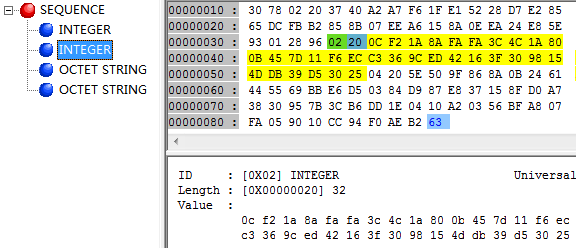 SEQUENCE
INTEGER
INTEGER
OCTET STRING
OCTET STRING
00000010 : 30 78 02 20 37 40 A2 A7 F6 1F E1 52 28 D7 E2 85
00000020 : 65 DC FB B2 85 8B 07 EE A6 15 8A 0E EA 24 E8 5E
00000030 : 93 01 28 96 02 20 0C F2 1A 8A FA FA 3C 4C 1A 80
00000040 : 0B 45 7D 11 F6 EC C3 36 9C ED 42 16 3F 30 98 15
00000050 : 4D DB 39 D5 30 25 04 20 5E 50 9F 86 8A 0B 24 61
00000060 : 44 55 69 BB E6 D5 03 84 D9 87 E8 37 15 8F D0 A7
00000070 : 38 30 95 7B 3C B6 DD 1E 04 10 A2 03 56 BF A8 07
00000080 : FA 05 90 10 CC 94 F0 AE B2 63
ID : [0X02] INTEGER Universal
Length : [0X00000020] 32
Value :
0c f2 1a 8a fa fa 3c 4c 1a 80 0b 45 7d 11 f6 ec
c3 36 9c ed 42 16 3f 30 98 15 4d db 39 d5 30 25